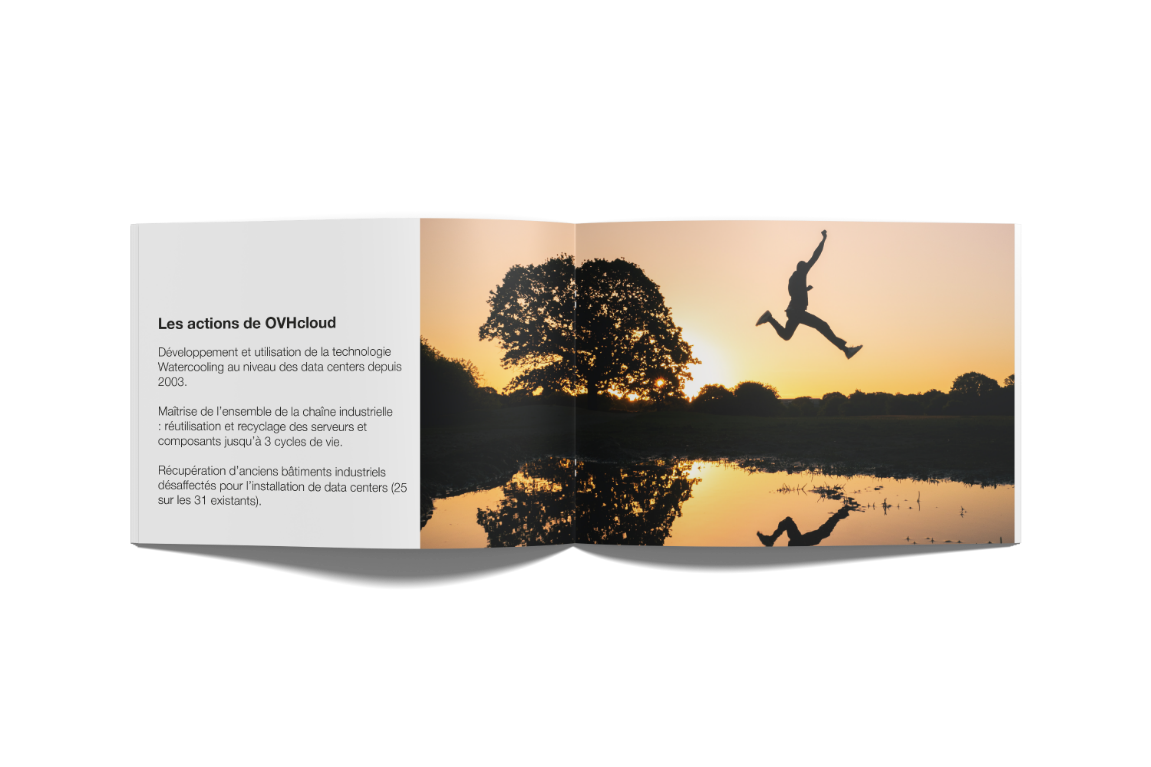 Les actions de OVHcloud
Développement et utilisation de la technologie
Watercooling au niveau des data centers depuis
2003.
Maîtrise de l'ensemble de la chaîne industrielle
: réutilisation et recyclage des serveurs et
composants jusqu'à 3 cycles de vie.
Récupération d'anciens bâtiments industriels
désaffectés pour l'installation de data centers (25
sur les 31 existants).